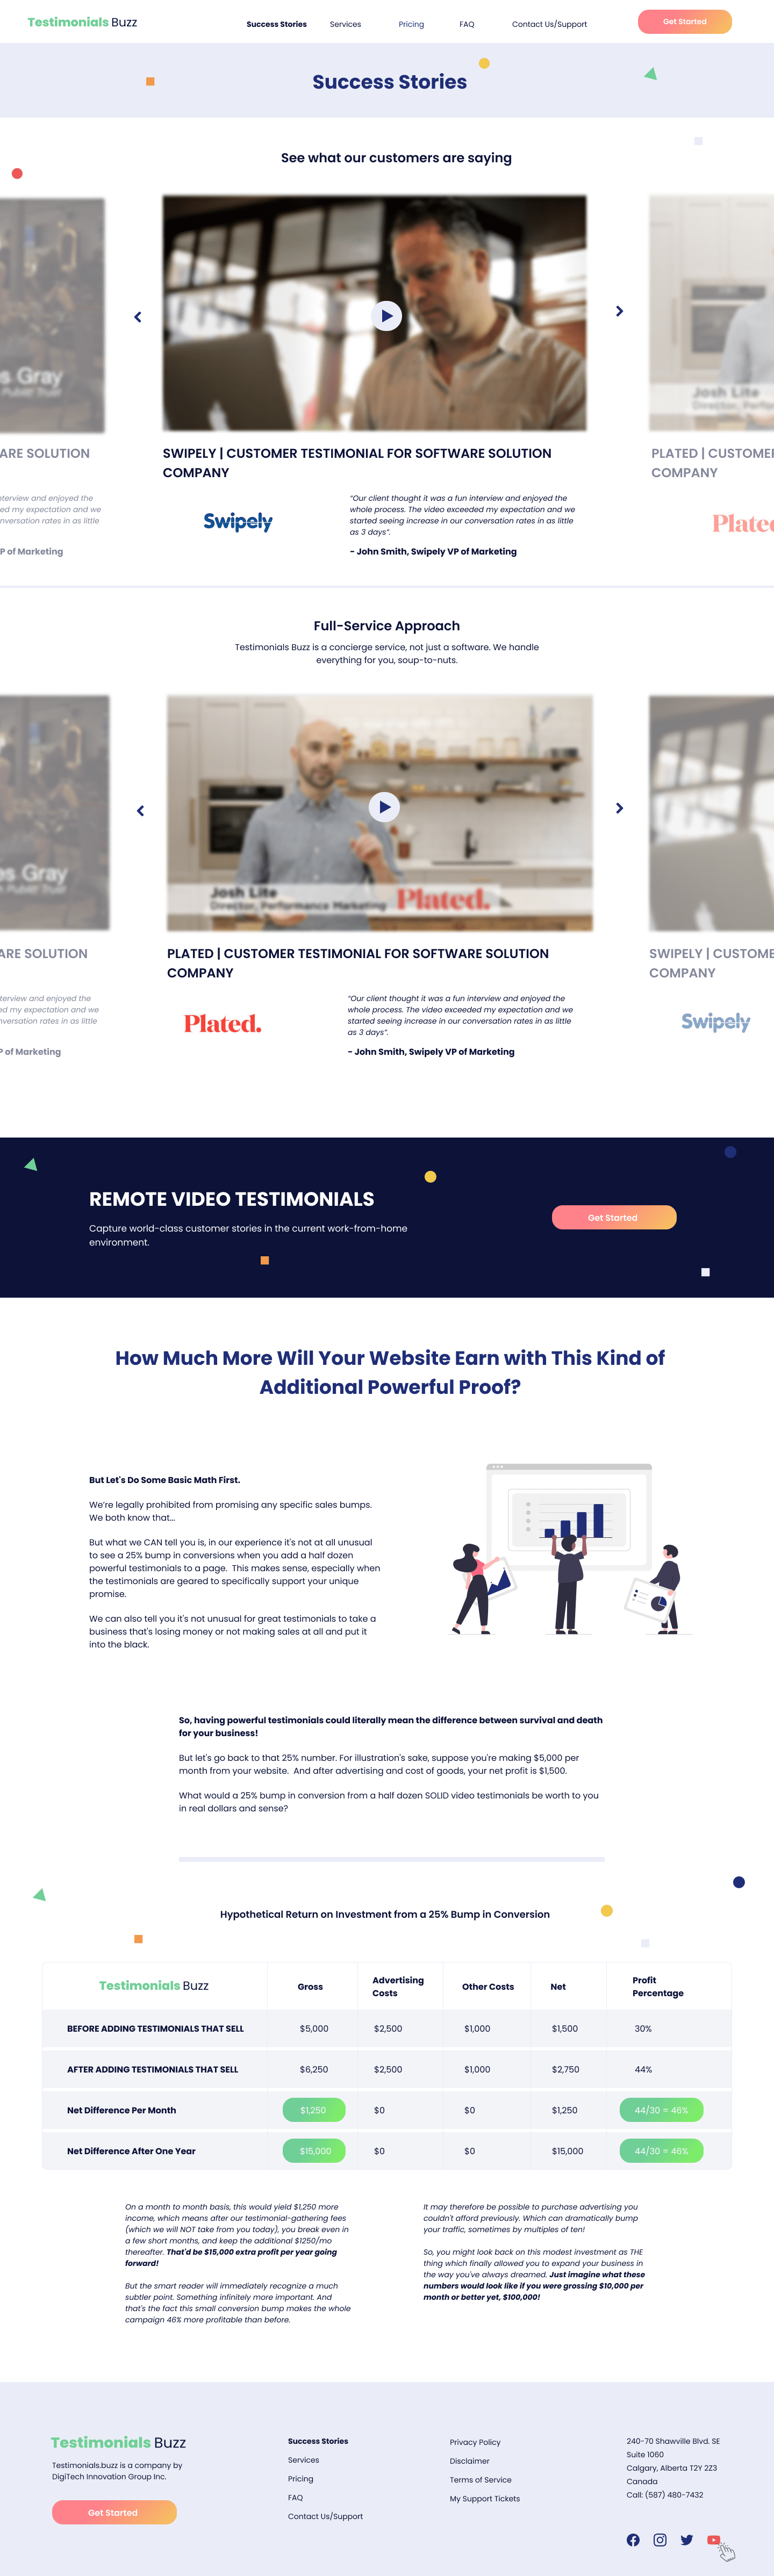 Testimonials Buzz
Success Stories
Services
Pricing
FAQ
Contact Us/Support
Get Started
Success Stories
See what our customers are saying
s Gray
ARE SOLUTION
nterview and enjoyed the
ed my expectation and we
nversation rates in as little
P of Marketing
SWIPELY | CUSTOMER TESTIMONIAL FOR SOFTWARE SOLUTION
COMPANY
Swipely
"Our client thought it was a fun interview and enjoyed the
whole process. The video exceeded my expectation and we
started seeing increase in our conversation rates in as little
as 3 days".
- John Smith, Swipely VP of Marketing
Josh Lite
PLATED | CUSTOMER
COMPANY
Plated
Full-Service Approach
Testimonials Buzz is a concierge service, not just a software. We handle
everything for you, soup-to-nuts.
es Gray
ARE SOLUTION
terview and enjoyed the
ed my expectation and we
nversation rates in as little
P of Marketing
Josh Lite
Director, Performance Marketing
Plated.
PLATED | CUSTOMER TESTIMONIAL FOR SOFTWARE SOLUTION
COMPANY
Plated.
"Our client thought it was a fun interview and enjoyed the
whole process. The video exceeded my expectation and we
started seeing increase in our conversation rates in as little
as 3 days".
- John Smith, Swipely VP of Marketing
SWIPELY | CUSTOME
COMPANY
Swipely
REMOTE VIDEO TESTIMONIALS
Capture world-class customer stories in the current work-from-home
environment.
Get Started
How Much More Will Your Website Earn with This Kind of
Additional Powerful Proof?
But Let's Do Some Basic Math First.
We're legally prohibited from promising any specific sales bumps.
We both know that...
But what we CAN tell you is, in our experience it's not at all unusual
to see a 25% bump in conversions when you add a half dozen
powerful testimonials to a page. This makes sense, especially when
the testimonials are geared to specifically support your unique
promise.
We can also tell you it's not unusual for great testimonials to take a
business that's losing money or not making sales at all and put it
into the black.
So, having powerful testimonials could literally mean the difference between survival and death
for your business!
But let's go back to that 25% number. For illustration's sake, suppose you're making $5,000 per
month from your website. And after advertising and cost of goods, your net profit is $1,500.
What would a 25% bump in conversion from a half dozen SOLID video testimonials be worth to you
in real dollars and sense?
Hypothetical Return on Investment from a 25% Bump in Conversion
Testimonials Buzz
Gross
Advertising
Costs
Other Costs
Net
Profit
Percentage
BEFORE ADDING TESTIMONIALS THAT SELL $5,000 $2,500 $1,000 $1,500 30%
AFTER ADDING TESTIMONIALS THAT SELL $6,250 $2,500 $1,000 $2,750 44%
Net Difference Per Month $1,250 $0 $0 $1,250 44/30 = 46%
Net Difference After One Year $15,000 $0 $0 $15,000 44/30 = 46%
On a month to month basis, this would yield $1,250 more
income, which means after our testimonial-gathering fees
(which we will NOT take from you today), you break even in
a few short months, and keep the additional $1250/mo
thereafter. That'd be $15,000 extra profit per year going
forward!
But the smart reader will immediately recognize a much
subtler point. Something infinitely more important. And
that's the fact this small conversion bump makes the whole
campaign 46% more profitable than before.
It may therefore be possible to purchase advertising you
couldn't afford previously. Which can dramatically bump
your traffic, sometimes by multiples of ten!
So, you might look back on this modest investment as THE
thing which finally allowed you to expand your business in
the way you've always dreamed. Just imagine what these
numbers would look like if you were grossing $10,000 per
month or better yet, $100,000!
Testimonials Buzz
Testimonials.buzz is a company by
DigiTech Innovation Group Inc.
Get Started
Success Stories
Services
Pricing
FAQ
Contact Us/Support
Privacy Policy
Disclaimer
Terms of Service
My Support Tickets
240-70 Shawville Blvd. SE
Suite 1060
Calgary, Alberta T2Y 2Z3
Canada
Call: (587) 480-7432